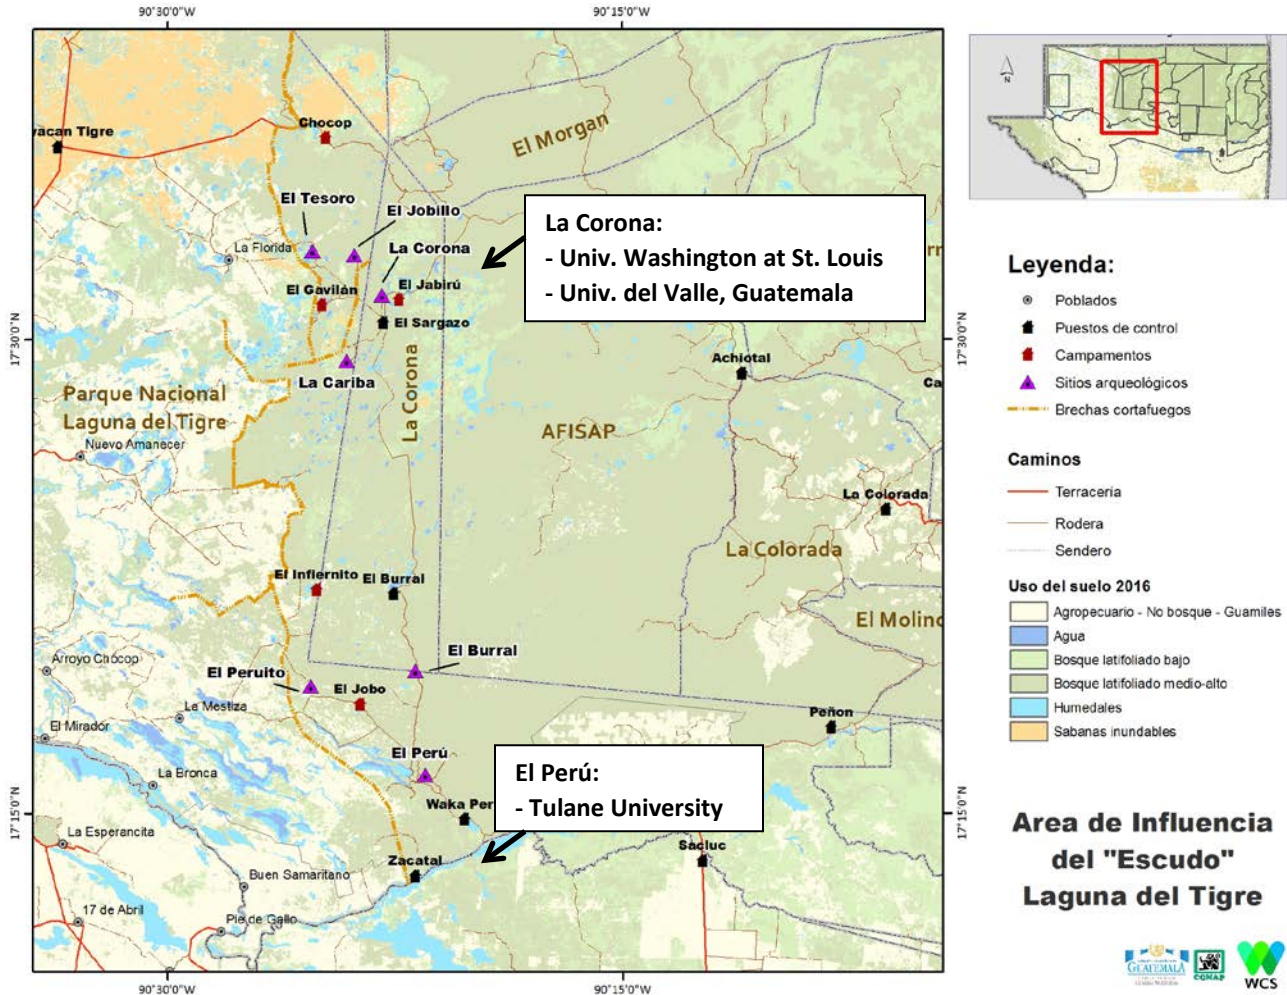 90°30'0"W
90°15'0"W
Chocop
El Morgan
El Tesoro
El Jobillo
La Florida
La Corona
El Gavilán
El Jabirú
El Sargazo
La Corona:
- Univ. Washington at St. Louis
- Univ. del Valle, Guatemala
17°30'0"N
17°30'0"N
La Cariba
La Corona
Achiotal
Parque Nacional
Laguna del Tigre
Nuevo Amanecer
AFISAP
La Colorada
La Colorada
El Infiernito
El Burral
Arroyo Chocop
El Burral
El Peruito
El Jobo
La Mestiza
El Mirador
Peñon
El Perú
La Bronca
El Perú:
- Tulane University
17°15'0"N
17°15'0"N
La Esperancita
Zacatal
Sacluc
Buen Samaritano
17 de Abril
Pie de Gallo
90°30'0"W
90°15'0"W
N
Leyenda:
Poblados
Puestos de control
Campamentos
Sitios arqueológicos
Brechas cortafuegos
Caminos
Terracería
Rodera
Sendero
Uso del suelo 2016
Agropecuario - No bosque - Guamiles
Agua
Bosque latifoliado bajo
Bosque latifoliado medio-alto
Humedales
Sabanas inundables
Area de Influencia
del "Escudo"
Laguna del Tigre
GUATEMALA
CONAP
WCS